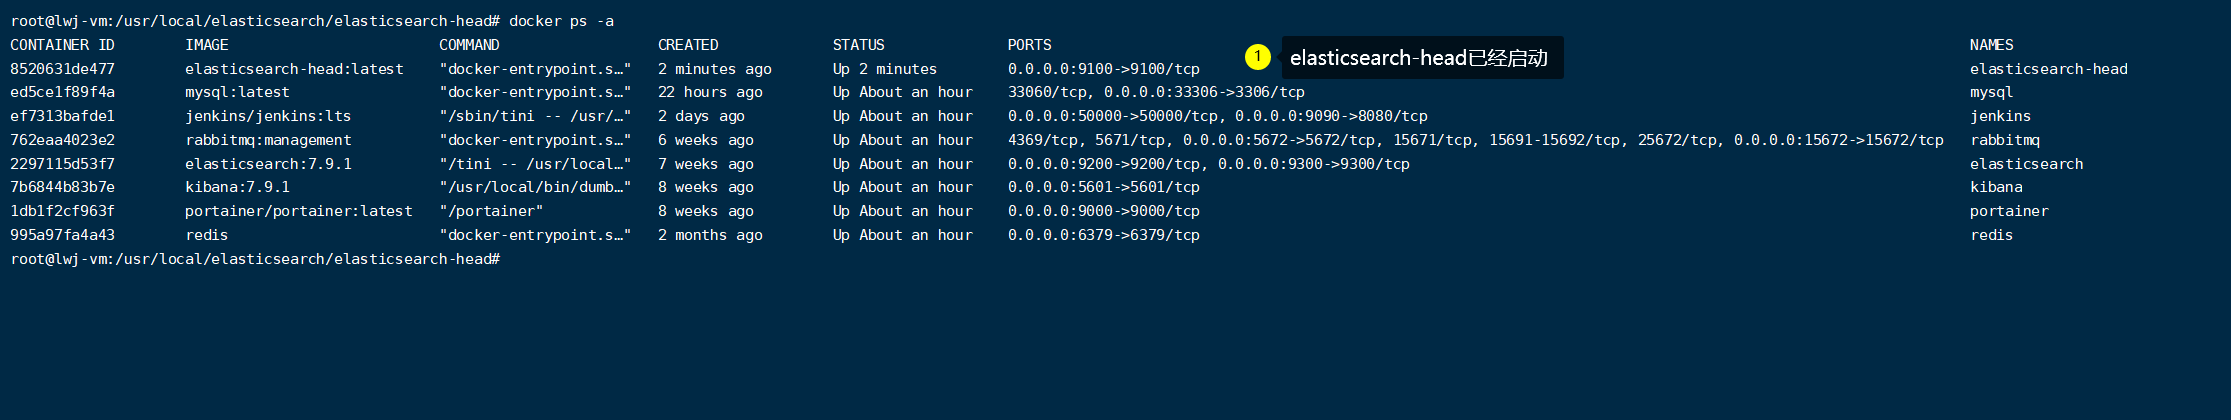 root@lwj-vm:/usr/local/elasticsearch/elasticsearch-head# docker ps -a
CONTAINER ID IMAGE COMMAND CREATED STATUS PORTS NAMES
1 elasticsearch-head已经启动
8520631de477 elasticsearch-head:latest "docker-entrypoint.s…" 2 minutes ago Up 2 minutes 0.0.0.0:9100->9100/tcp elasticsearch-head
ed5ce1f89f4a mysql:latest "docker-entrypoint.s…" 22 hours ago Up About an hour 33060/tcp, 0.0.0.0:33306->3306/tcp mysql
ef7313bafde1 jenkins/jenkins:lts "/sbin/tini -- /usr/…" 2 days ago Up About an hour 0.0.0.0:50000->50000/tcp, 0.0.0.0:9090->8080/tcp jenkins
762eaa4023e2 rabbitmq:management "docker-entrypoint.s…" 6 weeks ago Up About an hour 4369/tcp, 5671/tcp, 0.0.0.0:5672->5672/tcp, 15671/tcp, 15691-15692/tcp, 25672/tcp, 0.0.0.0:15672->15672/tcp rabbitmq
2297115d53f7 elasticsearch:7.9.1 "/tini -- /usr/local…" 7 weeks ago Up About an hour 0.0.0.0:9200->9200/tcp, 0.0.0.0:9300->9300/tcp elasticsearch
7b6844b83b7e kibana:7.9.1 "/usr/local/bin/dumb…" 8 weeks ago Up About an hour 0.0.0.0:5601->5601/tcp kibana
1db1f2cf963f portainer/portainer:latest "/portainer" 8 weeks ago Up About an hour 0.0.0.0:9000->9000/tcp portainer
995a97fa4a43 redis "docker-entrypoint.s…" 2 months ago Up About an hour 0.0.0.0:6379->6379/tcp redis
root@lwj-vm:/usr/local/elasticsearch/elasticsearch-head#